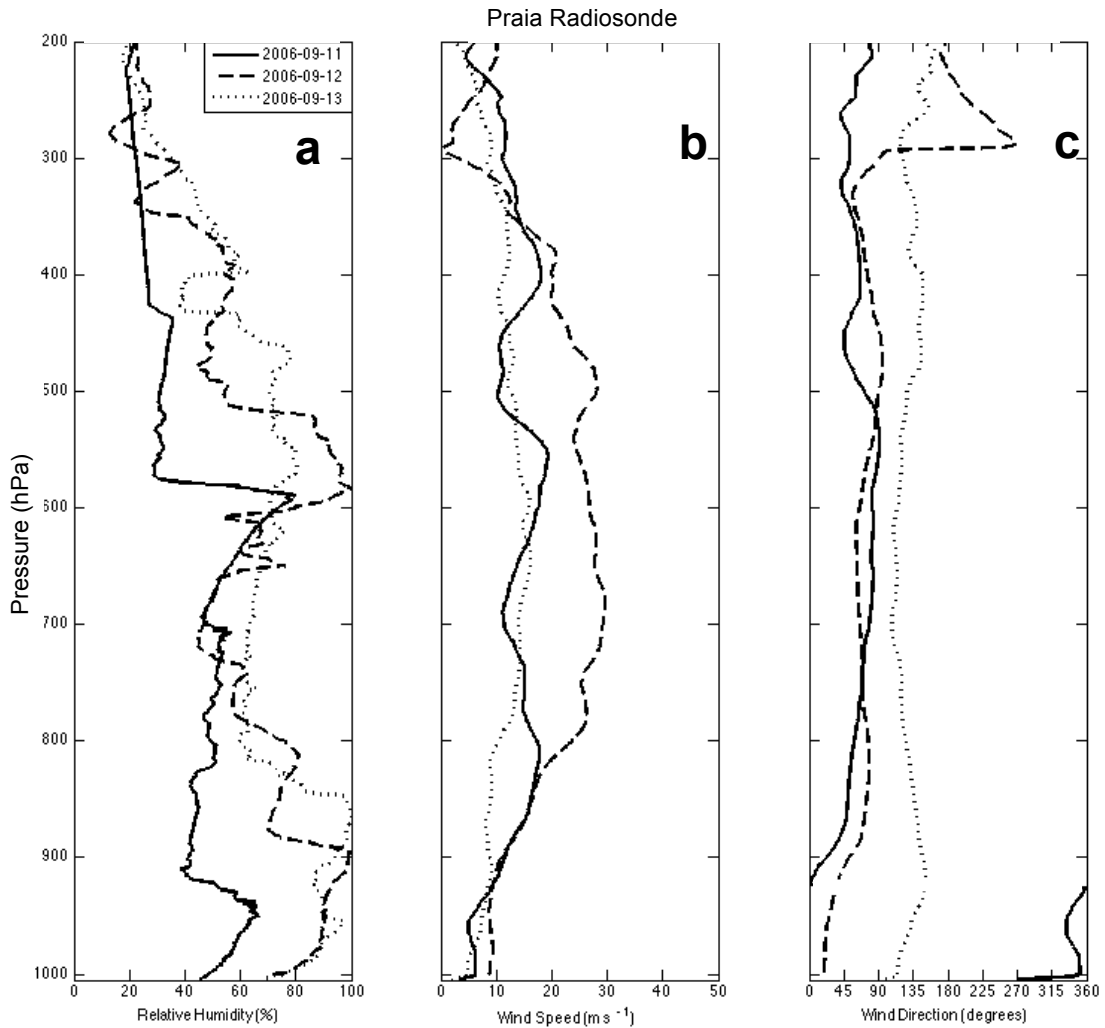 Praia Radiosonde
2006-09-11
2006-09-12
2006-09-13
a
b
c
Pressure (hPa)
200
300
400
500
600
700
800
900
1000
0 20 40 60 80 100
Relative Humidity (%)
0 10 20 30 40 50
Wind Speed (m s ⁻¹)
0 45 90 135 180 225 270 315 360
Wind Direction (degrees)